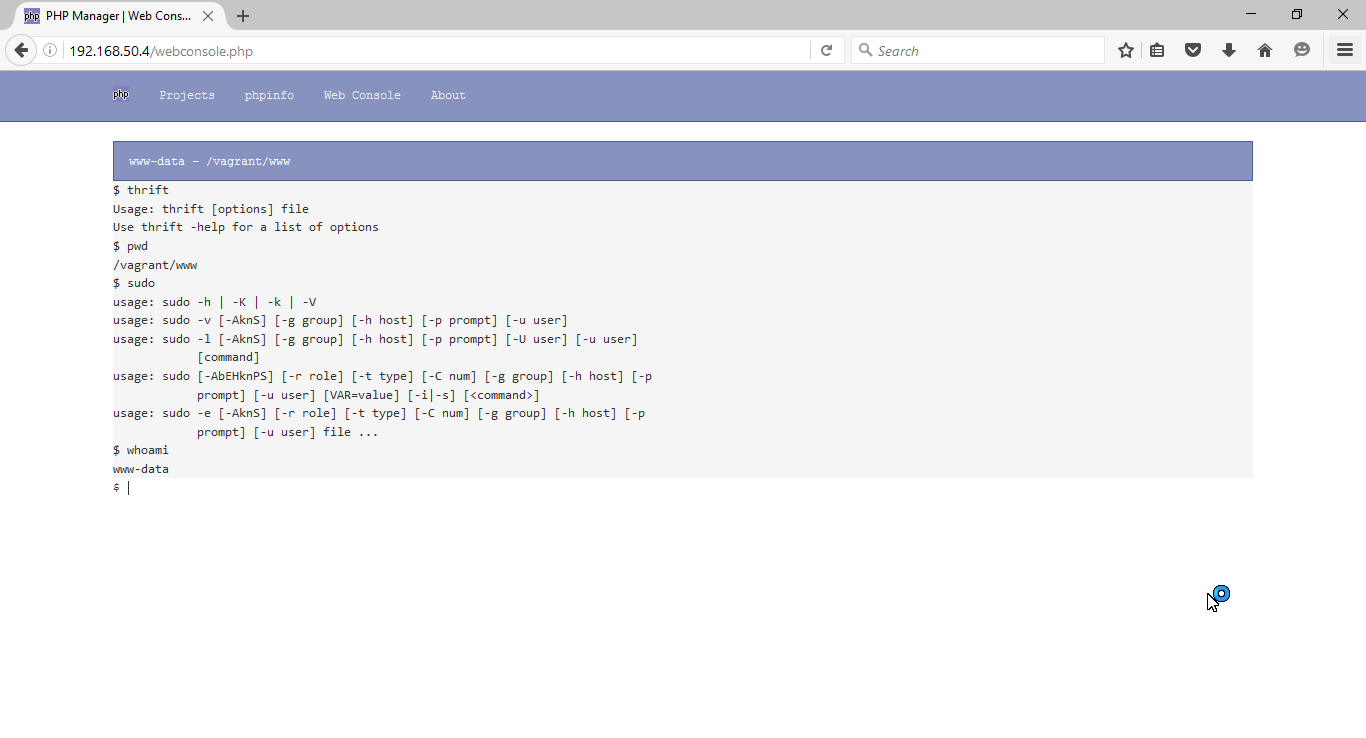 php PHP Manager | Web Cons...
192.168.50.4/webconsole.php
Search
php Projects phpinfo Web Console About
www-data - /vagrant/www
$ thrift
Usage: thrift [options] file
Use thrift -help for a list of options
$ pwd
/vagrant/www
$ sudo
usage: sudo -h | -K | -k | -V
usage: sudo -v [-AknS] [-g group] [-h host] [-p prompt] [-u user]
usage: sudo -l [-AknS] [-g group] [-h host] [-p prompt] [-U user] [-u user]
[command]
usage: sudo [-AbEHknPS] [-r role] [-t type] [-C num] [-g group] [-h host] [-p
prompt] [-u user] [VAR=value] [-i|-s] [<command>]
usage: sudo -e [-AknS] [-r role] [-t type] [-C num] [-g group] [-h host] [-p
prompt] [-u user] file ...
$ whoami
www-data
$